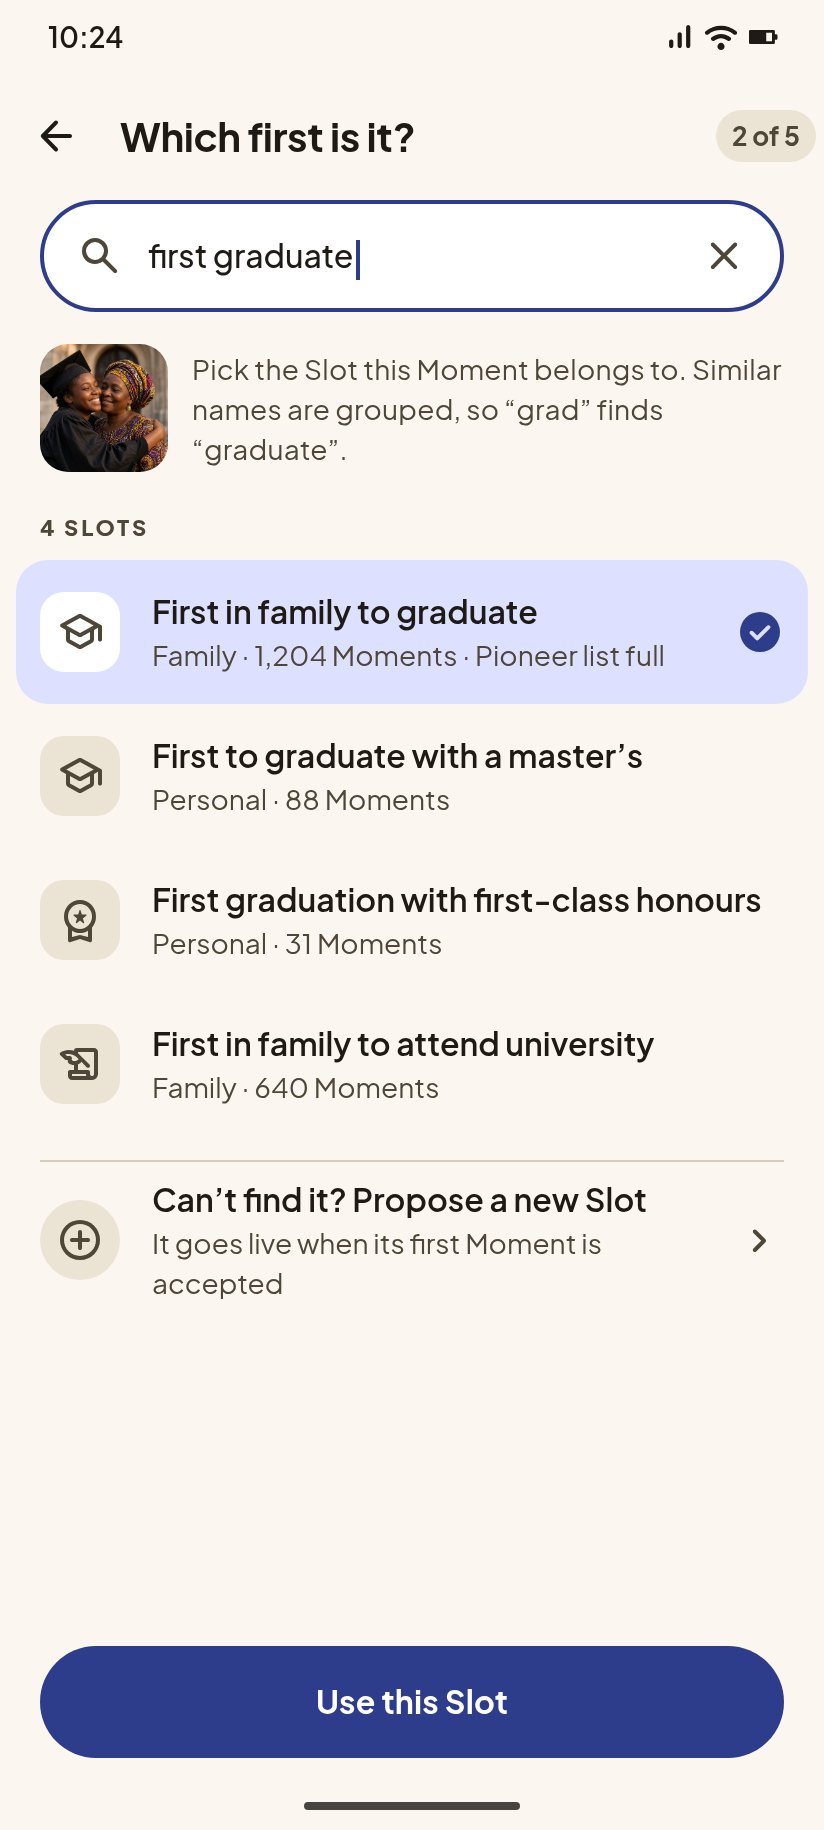 10:24
Which first is it?
2 of 5
first graduate
Pick the Slot this Moment belongs to. Similar
names are grouped, so “grad” finds
“graduate”.
4 SLOTS
First in family to graduate
Family · 1,204 Moments · Pioneer list full
First to graduate with a master’s
Personal · 88 Moments
First graduation with first-class honours
Personal · 31 Moments
First in family to attend university
Family · 640 Moments
Can’t find it? Propose a new Slot
It goes live when its first Moment is
accepted
Use this Slot